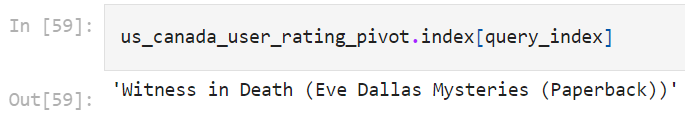 In [59]:
us_canada_user_rating_pivot.index[query_index]
'Witness in Death (Eve Dallas Mysteries (Paperback))'
Out[59]: